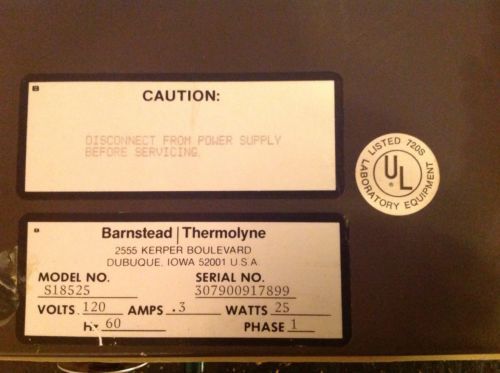 CAUTION:
DISCONNECT FROM POWER SUPPLY
BEFORE SERVICING.
LISTED 720S
UL
®
LABORATORY EQUIPMENT
Barnstead | Thermolyne
2555 KERPER BOULEVARD
DUBUQUE, IOWA 52001 U.S.A.
MODEL NO. SERIAL NO.
S18525 307900917899
VOLTS 120 AMPS .3 WATTS 25
60 PHASE 1